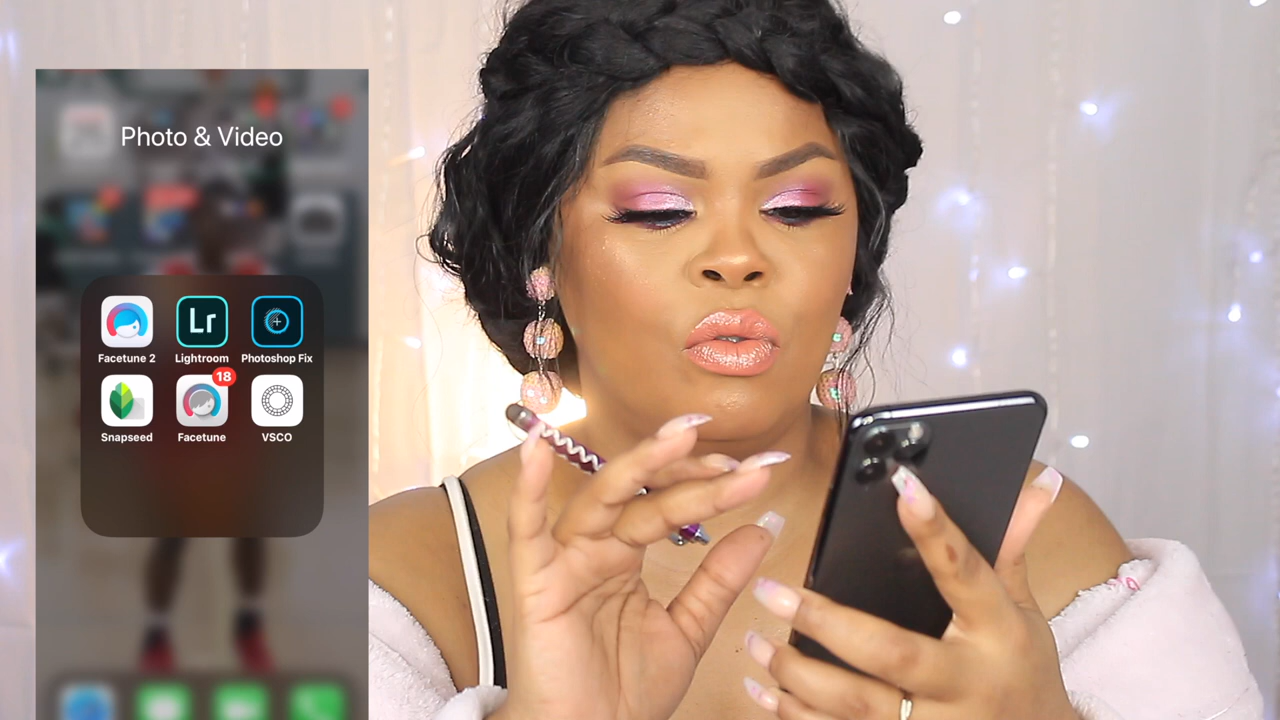 Photo & Video
Facetune 2 Lightroom Photoshop Fix
Lr
18
Snapseed Facetune VSCO